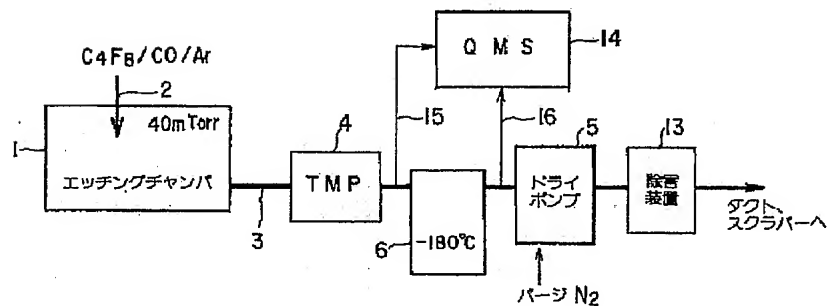 C4F8/CO/Ar
2
40mTorr
1
エッチングチャンバ
3
4
TMP
QMS
14
15
16
6
-180℃
5
ドライ
ポンプ
パージ N2
13
除害
装置
ダクト、
スクラバーへ